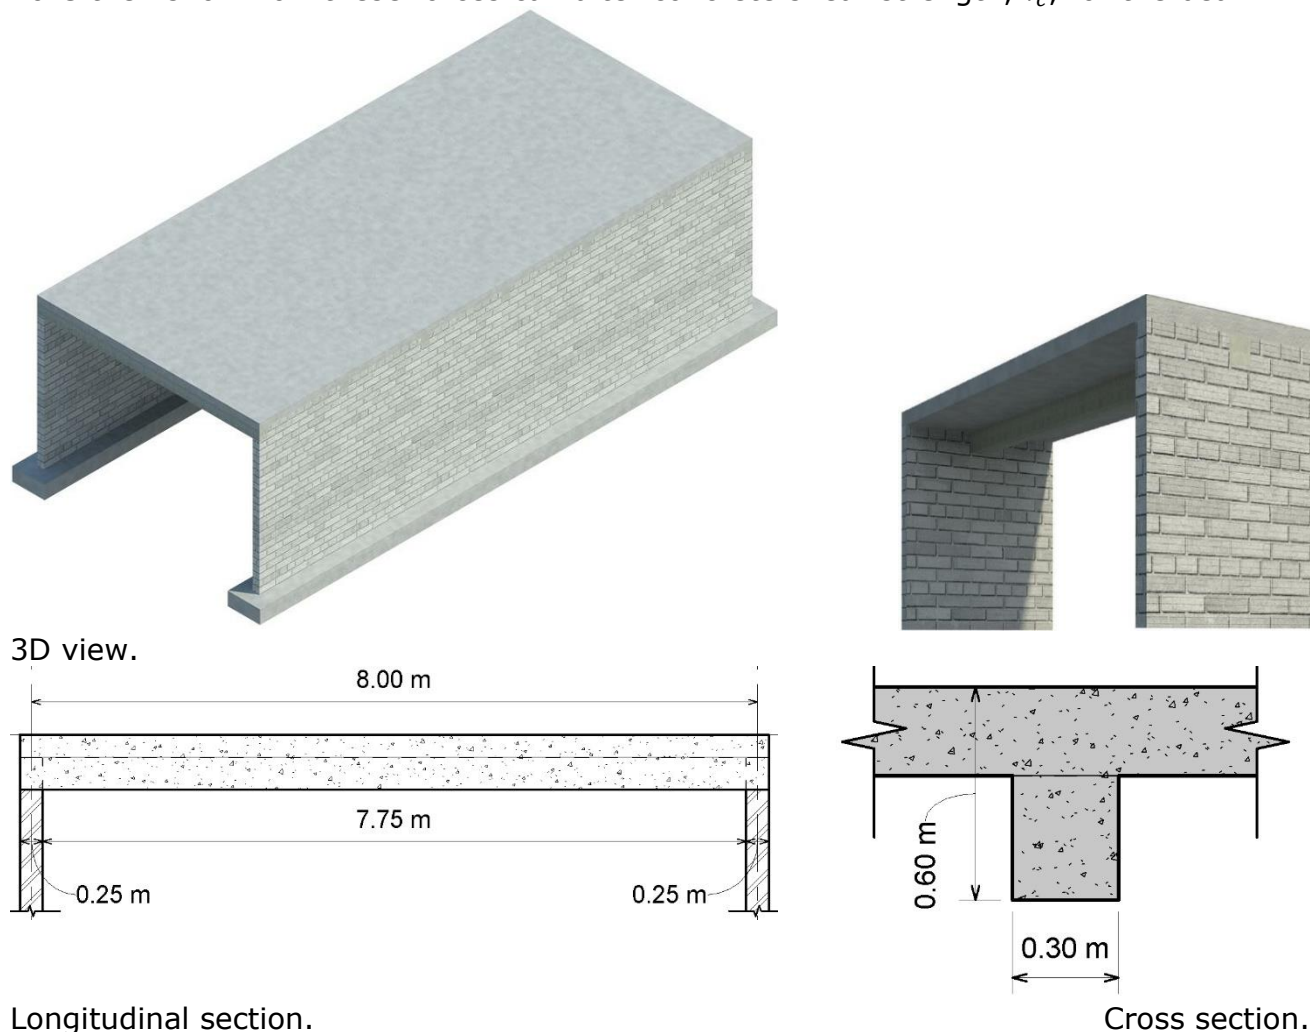 3D view.
8.00 m
7.75 m
0.25 m
0.25 m
0.60 m
0.30 m
Longitudinal section.
Cross section.